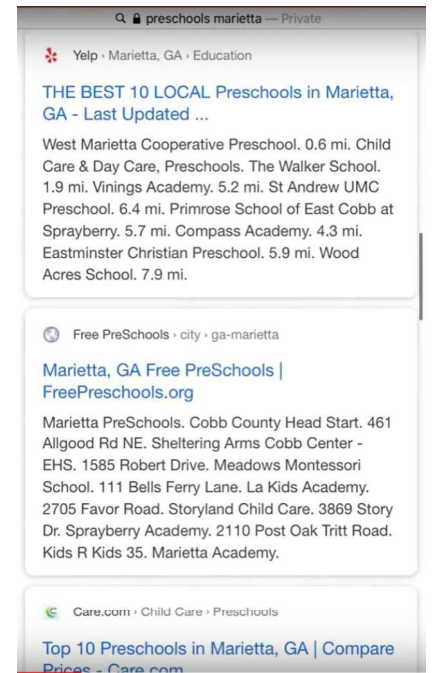 preschools marietta — Private
Yelp › Marietta, GA › Education
THE BEST 10 LOCAL Preschools in Marietta,
GA - Last Updated ...
West Marietta Cooperative Preschool. 0.6 mi. Child
Care & Day Care, Preschools. The Walker School.
1.9 mi. Vinings Academy. 5.2 mi. St Andrew UMC
Preschool. 6.4 mi. Primrose School of East Cobb at
Sprayberry. 5.7 mi. Compass Academy. 4.3 mi.
Eastminster Christian Preschool. 5.9 mi. Wood
Acres School. 7.9 mi.
Free PreSchools › city › ga-marietta
Marietta, GA Free PreSchools |
FreePreschools.org
Marietta PreSchools. Cobb County Head Start. 461
Allgood Rd NE. Sheltering Arms Cobb Center -
EHS. 1585 Robert Drive. Meadows Montessori
School. 111 Bells Ferry Lane. La Kids Academy.
2705 Favor Road. Storyland Child Care. 3869 Story
Dr. Sprayberry Academy. 2110 Post Oak Tritt Road.
Kids R Kids 35. Marietta Academy.
Care.com › Child Care › Preschools
Top 10 Preschools in Marietta, GA | Compare
Prices - Care.com